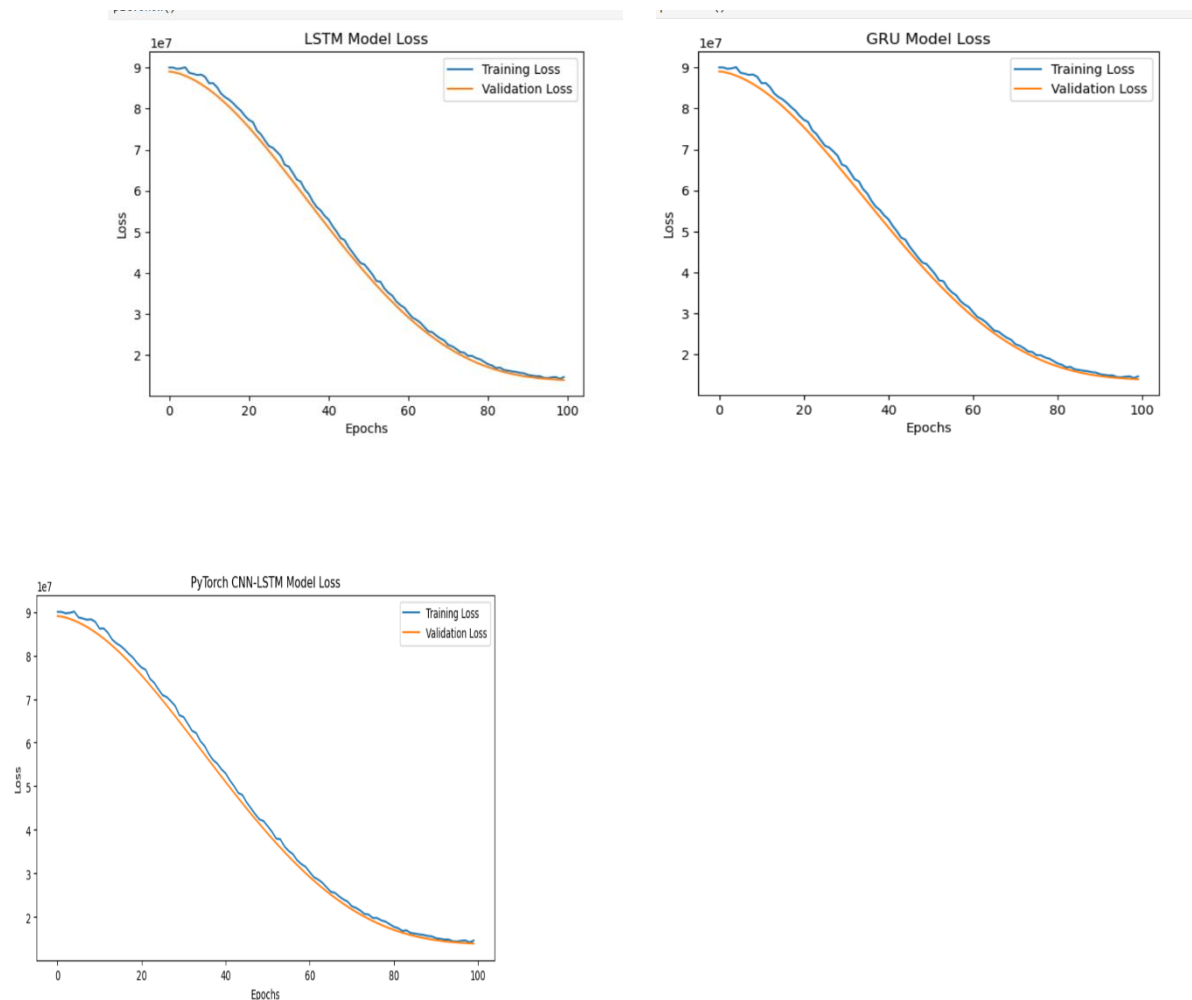 1e7
LSTM Model Loss
Training Loss
Validation Loss
9
8
7
6
5
4
3
2
Loss
0 20 40 60 80 100
Epochs
1e7
GRU Model Loss
Training Loss
Validation Loss
9
8
7
6
5
4
3
2
Loss
0 20 40 60 80 100
Epochs
1e7
PyTorch CNN-LSTM Model Loss
Training Loss
Validation Loss
9
8
7
6
5
4
3
2
Loss
0 20 40 60 80 100
Epochs